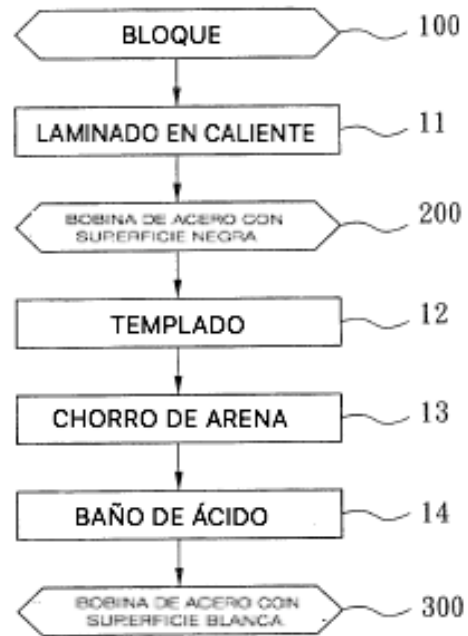 BLOQUE
100
LAMINADO EN CALIENTE
11
BOBINA DE ACERO CON
SUPERFICIE NEGRA
200
TEMPLADO
12
CHORRO DE ARENA
13
BAÑO DE ÁCIDO
14
BOBINA DE ACERO CON
SUPERFICIE BLANCA
300